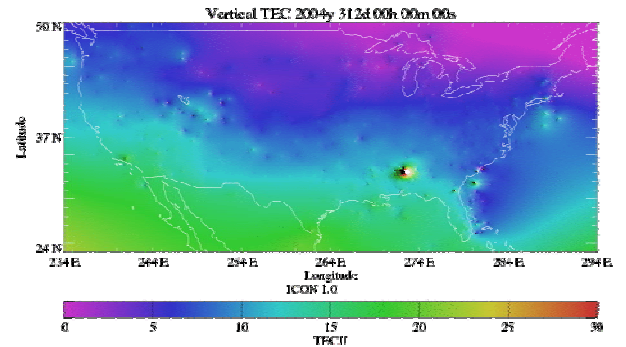 Vertical TEC 2004y 312d 00h 00m 00s
50 N
Latitude
37 N
24 N
234 E 244 E 254 E 264 E 274 E 284 E 294 E
Longitude
ICON 1.0
0 5 10 15 20 25 30
TECU